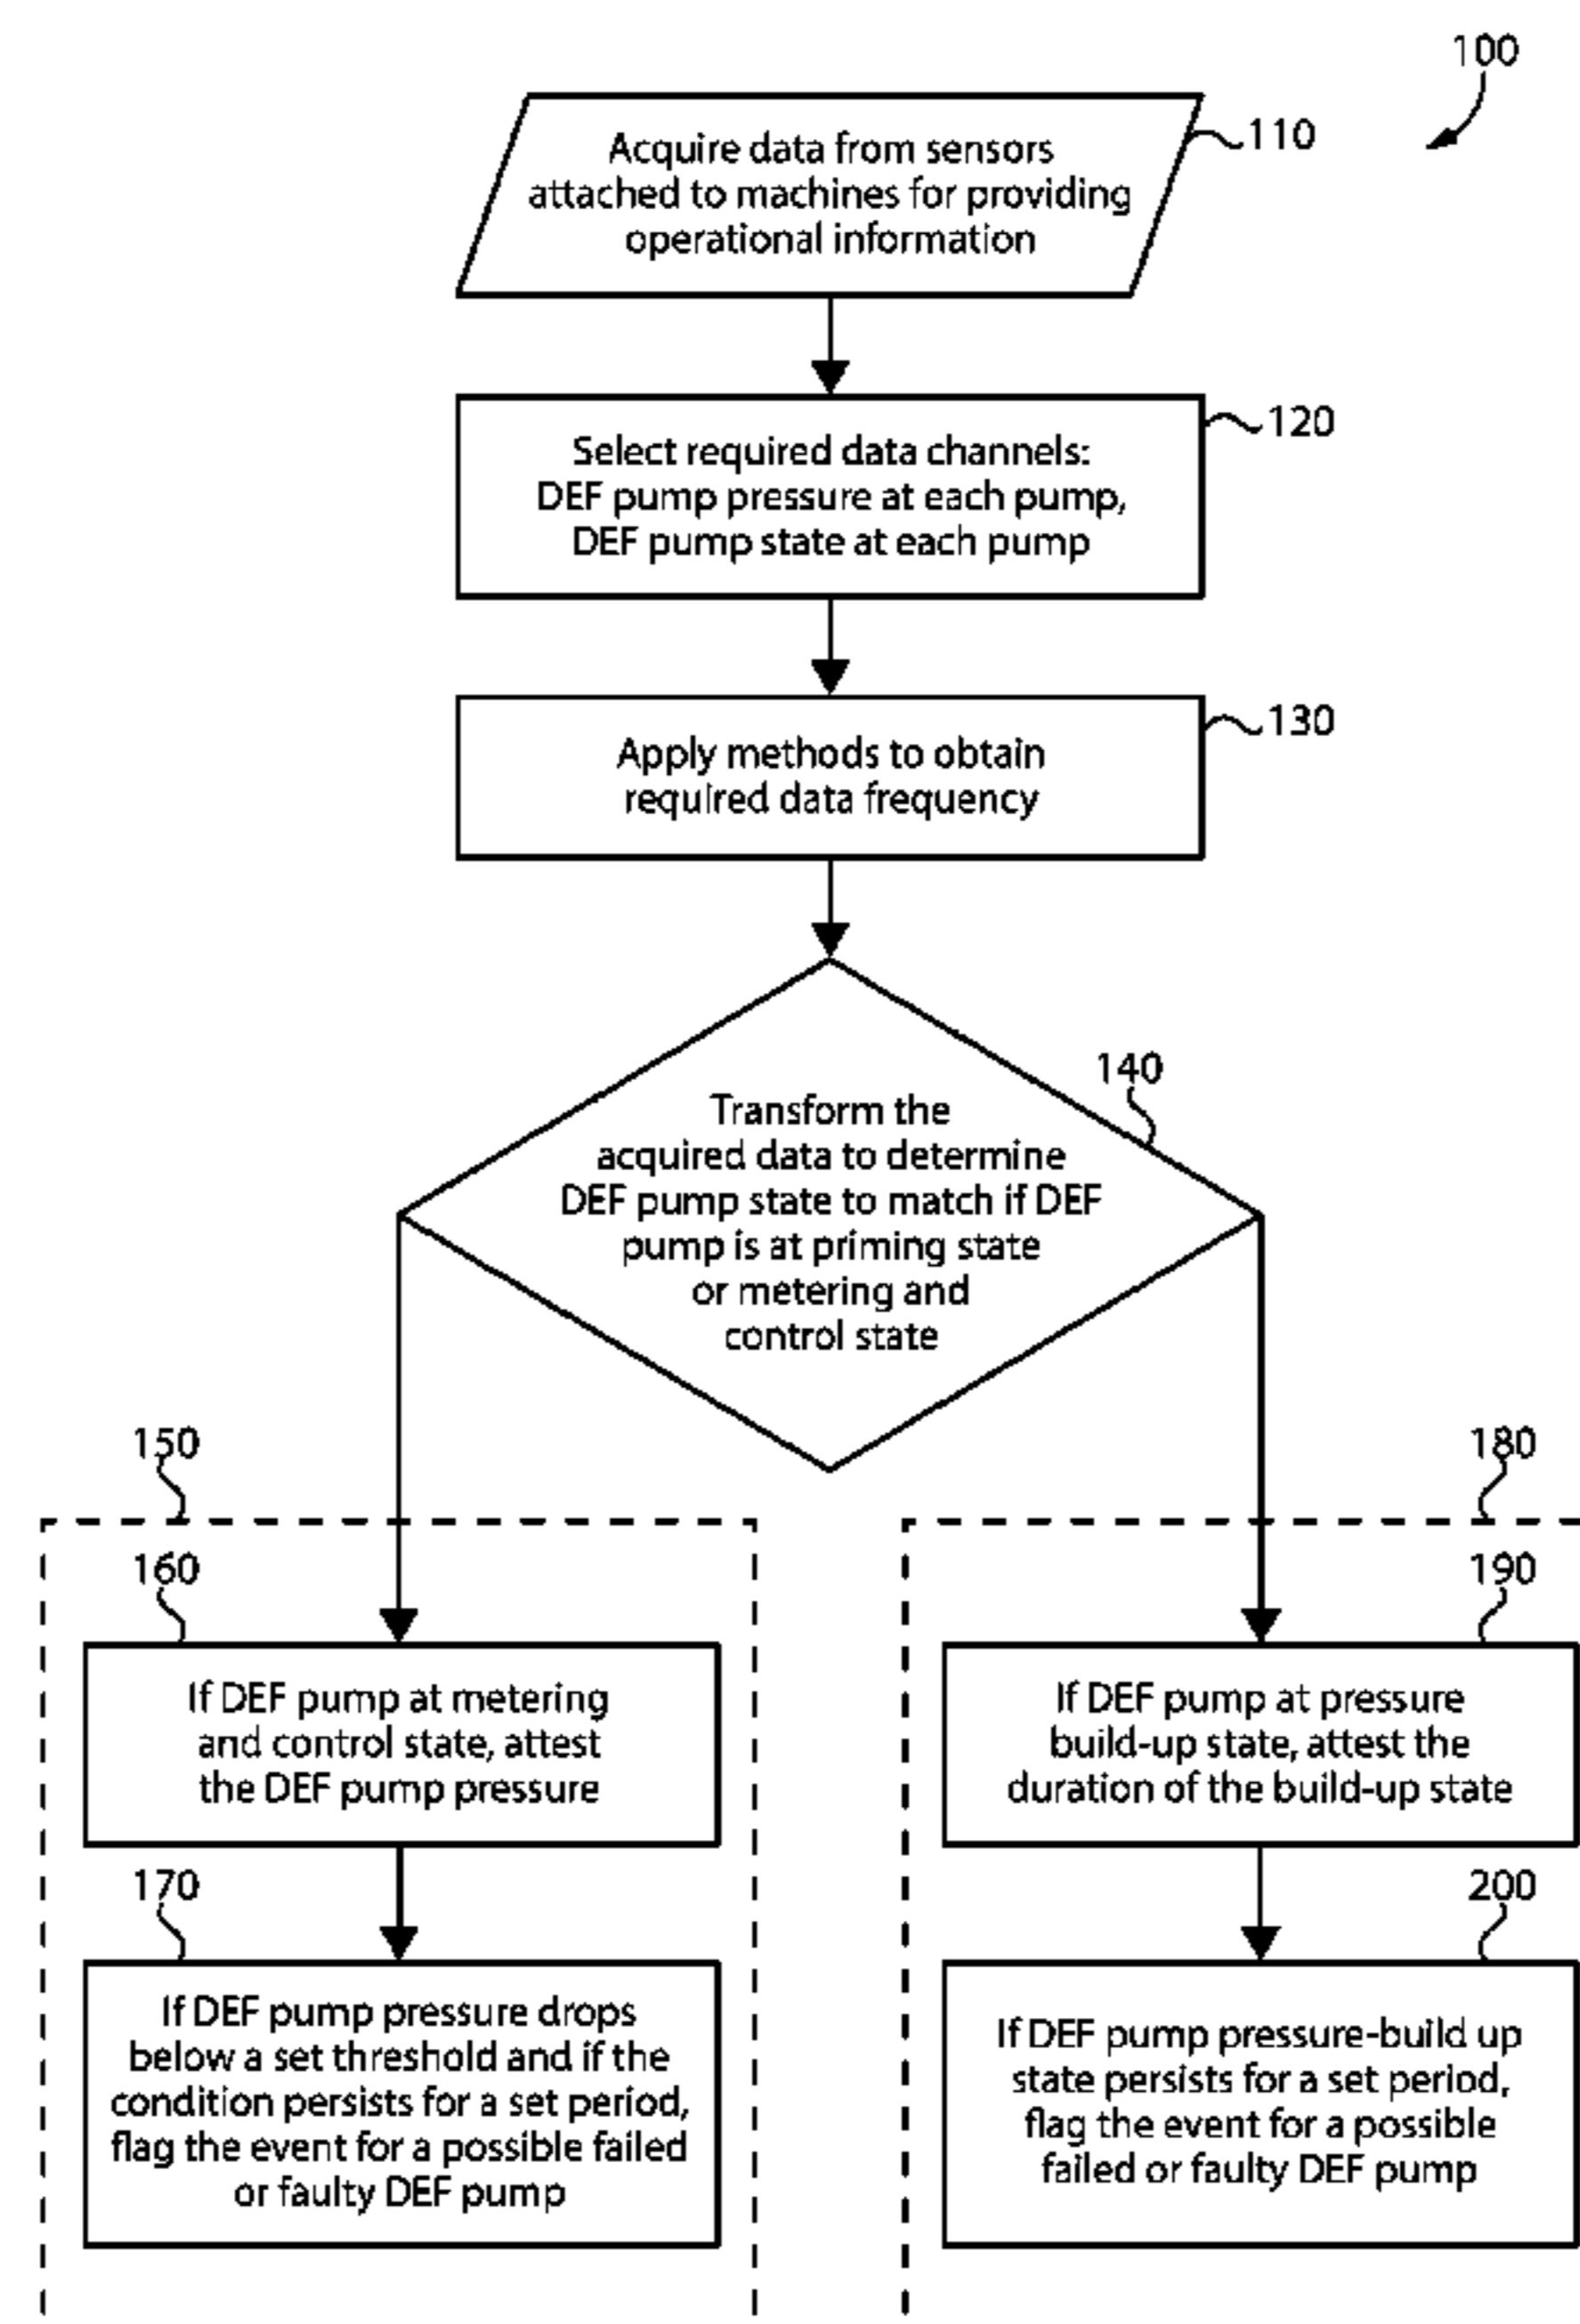 100
Acquire data from sensors
attached to machines for providing
operational information
110
Select required data channels:
DEF pump pressure at each pump,
DEF pump state at each pump
120
Apply methods to obtain
required data frequency
130
Transform the
acquired data to determine
DEF pump state to match if DEF
pump is at priming state
or metering and
control state
140
150
160
If DEF pump at metering
and control state, attest
the DEF pump pressure
170
If DEF pump pressure drops
below a set threshold and if the
condition persists for a set period,
flag the event for a possible failed
or faulty DEF pump
180
190
If DEF pump at pressure
build-up state, attest the
duration of the build-up state
200
If DEF pump pressure-build up
state persists for a set period,
flag the event for a possible
failed or faulty DEF pump